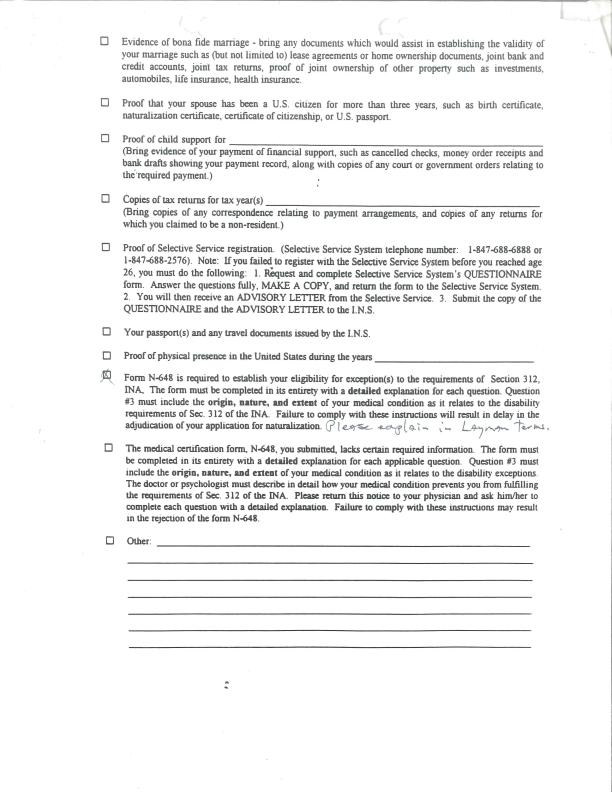 ☐ Evidence of bona fide marriage - bring any documents which would assist in establishing the validity of
your marriage such as (but not limited to) lease agreements or home ownership documents, joint bank and
credit accounts, joint tax returns, proof of joint ownership of other property such as investments,
automobiles, life insurance, health insurance.
☐ Proof that your spouse has been a U.S. citizen for more than three years, such as birth certificate,
naturalization certificate, certificate of citizenship, or U.S. passport.
☐ Proof of child support for
(Bring evidence of your payment of financial support, such as cancelled checks, money order receipts and
bank drafts showing your payment record, along with copies of any court or government orders relating to
the required payment.)
☐ Copies of tax returns for tax year(s)
(Bring copies of any correspondence relating to payment arrangements, and copies of any returns for
which you claimed to be a non-resident.)
☐ Proof of Selective Service registration. (Selective Service System telephone number: 1-847-688-6888 or
1-847-688-2576). Note: If you failed to register with the Selective Service System before you reached age
26, you must do the following: 1. Request and complete Selective Service System's QUESTIONNAIRE
form. Answer the questions fully, MAKE A COPY, and return the form to the Selective Service System.
2. You will then receive an ADVISORY LETTER from the Selective Service. 3. Submit the copy of the
QUESTIONNAIRE and the ADVISORY LETTER to the I.N.S.
☐ Your passport(s) and any travel documents issued by the I.N.S.
☐ Proof of physical presence in the United States during the years
☒ Form N-648 is required to establish your eligibility for exception(s) to the requirements of Section 312,
INA. The form must be completed in its entirety with a detailed explanation for each question. Question
#3 must include the origin, nature, and extent of your medical condition as it relates to the disability
requirements of Sec. 312 of the INA. Failure to comply with these instructions will result in delay in the
adjudication of your application for naturalization. Please explain in Layman terms.
☐ The medical certification form, N-648, you submitted, lacks certain required information. The form must
be completed in its entirety with a detailed explanation for each applicable question. Question #3 must
include the origin, nature, and extent of your medical condition as it relates to the disability exceptions.
The doctor or psychologist must describe in detail how your medical condition prevents you from fulfilling
the requirements of Sec. 312 of the INA. Please return this notice to your physician and ask him/her to
complete each question with a detailed explanation. Failure to comply with these instructions may result
in the rejection of the form N-648.
☐ Other: